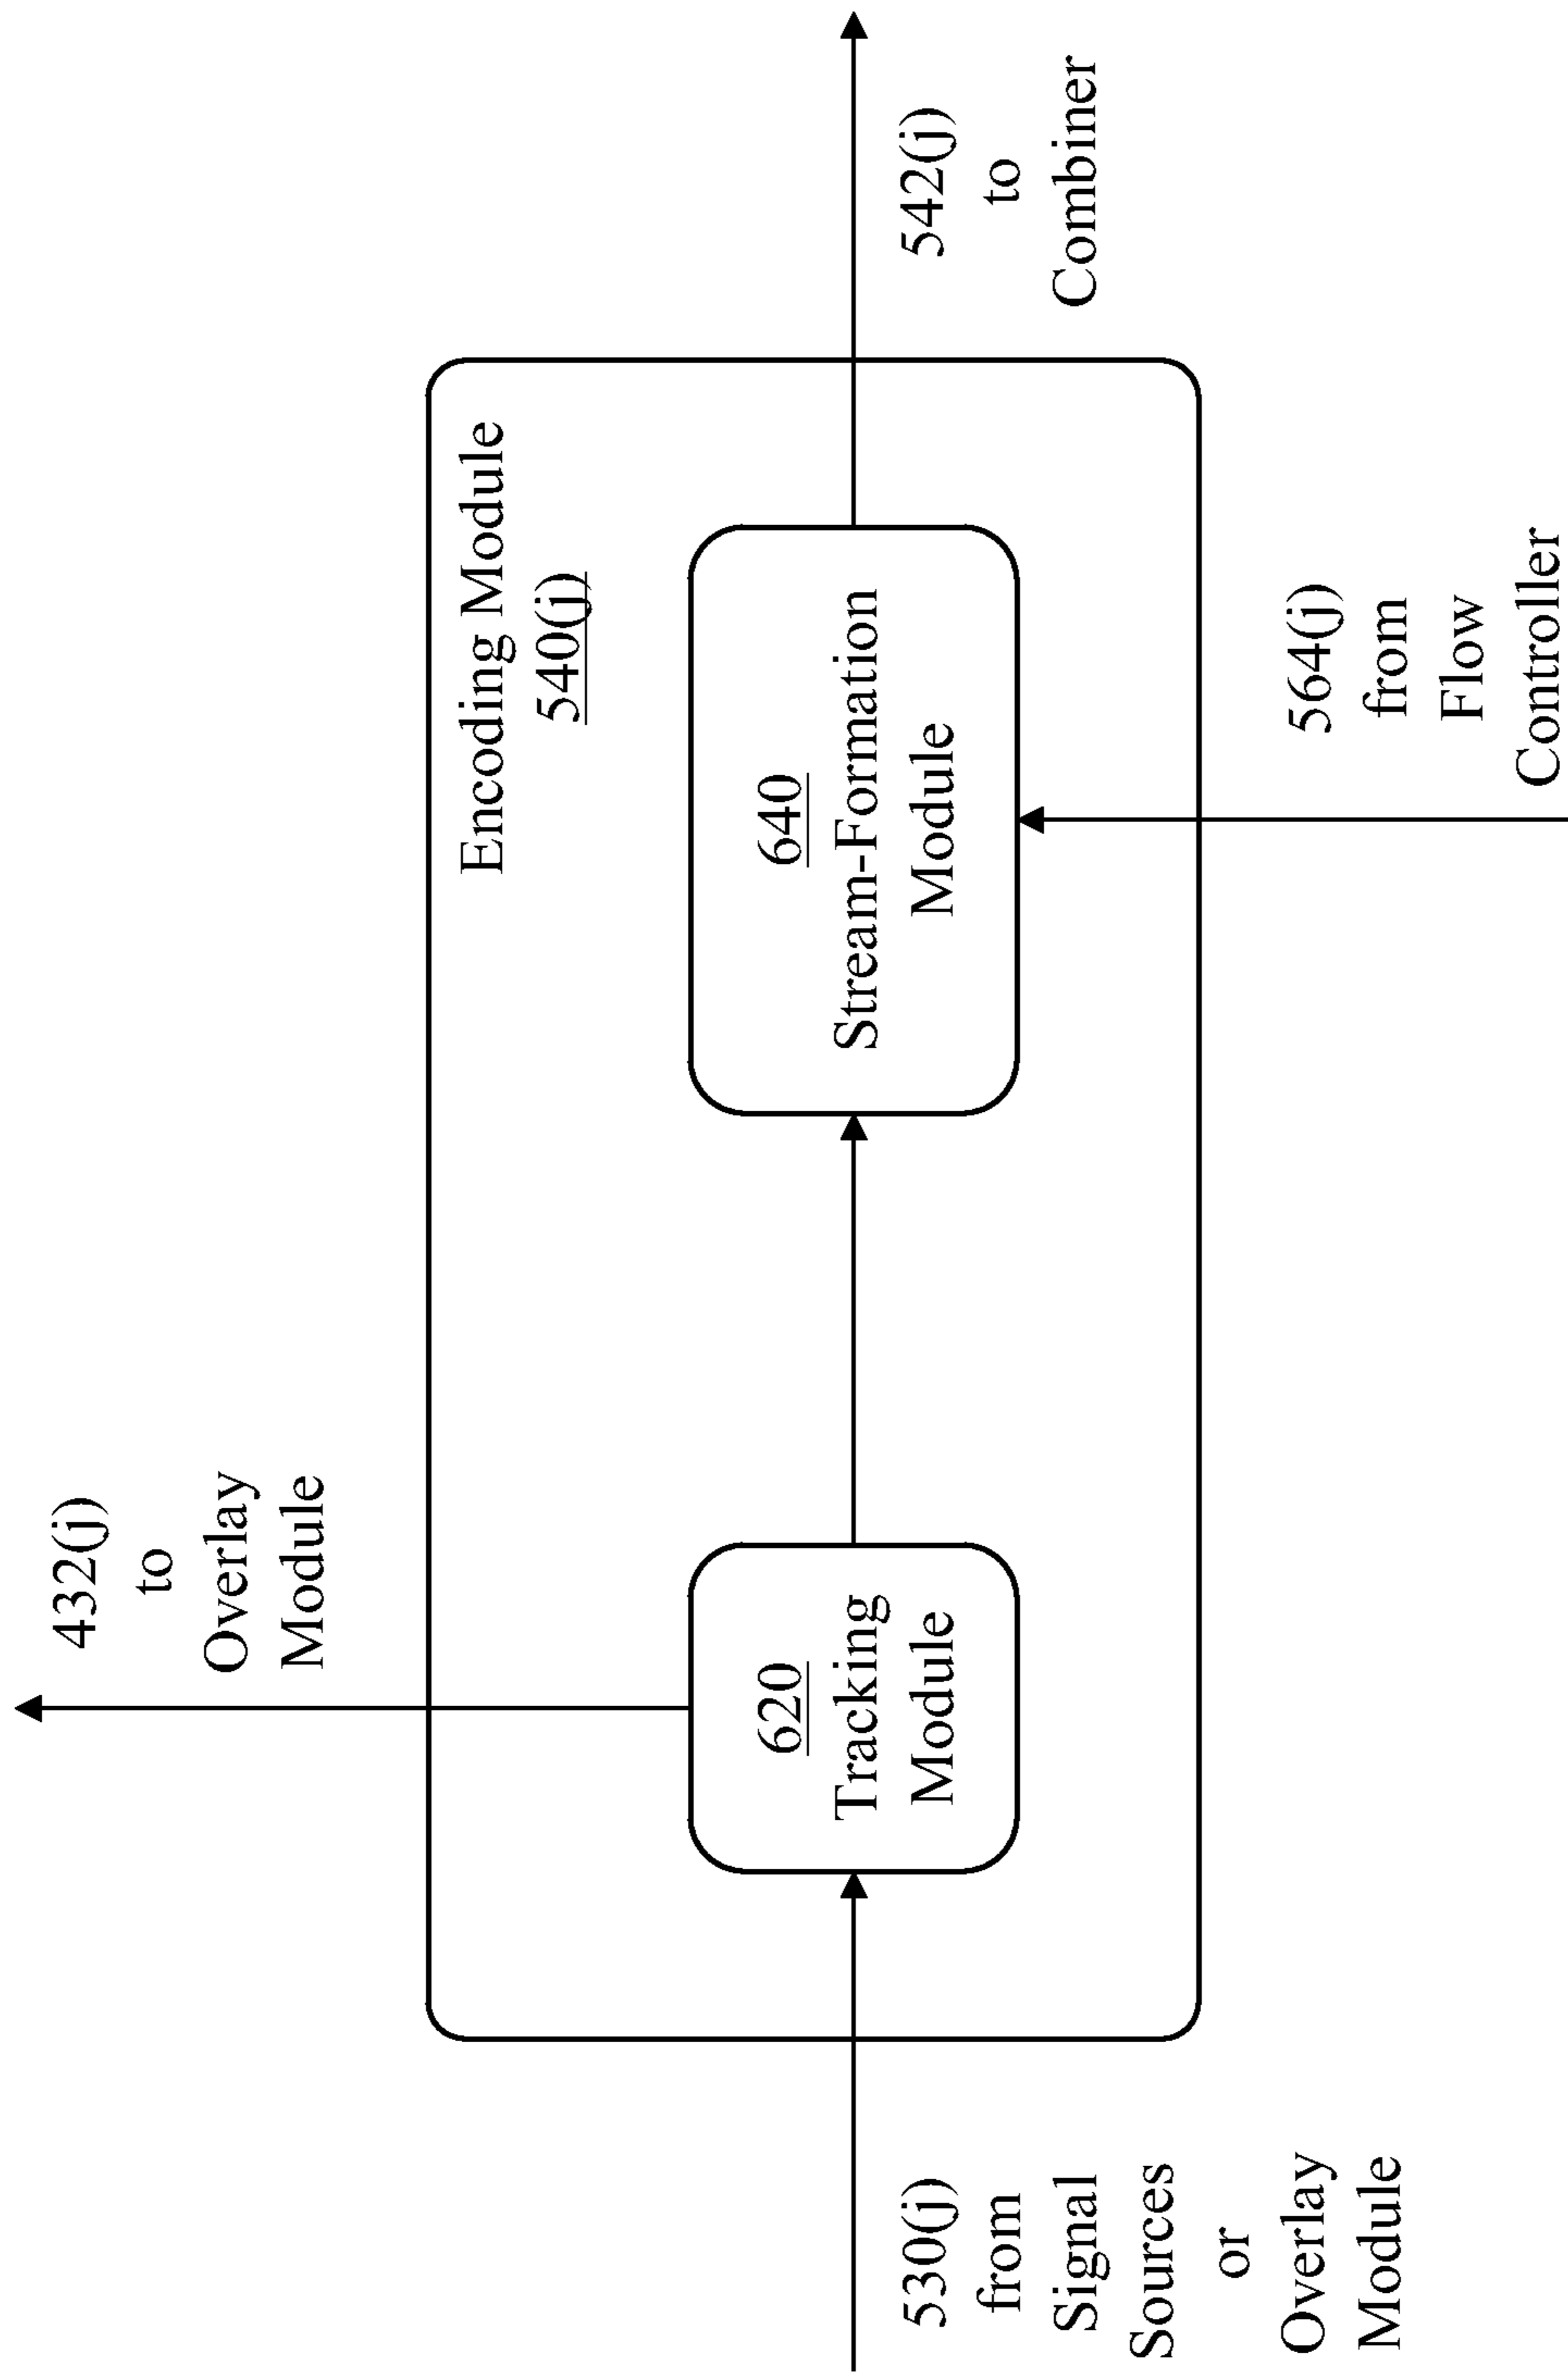 432(j)
to
Overlay
Module
Encoding Module
540(j)
620
Tracking
Module
640
Stream-Formation
Module
530(j)
from
Signal
Sources
or
Overlay
Module
542(j)
to
Combiner
564(j)
from
Flow
Controller